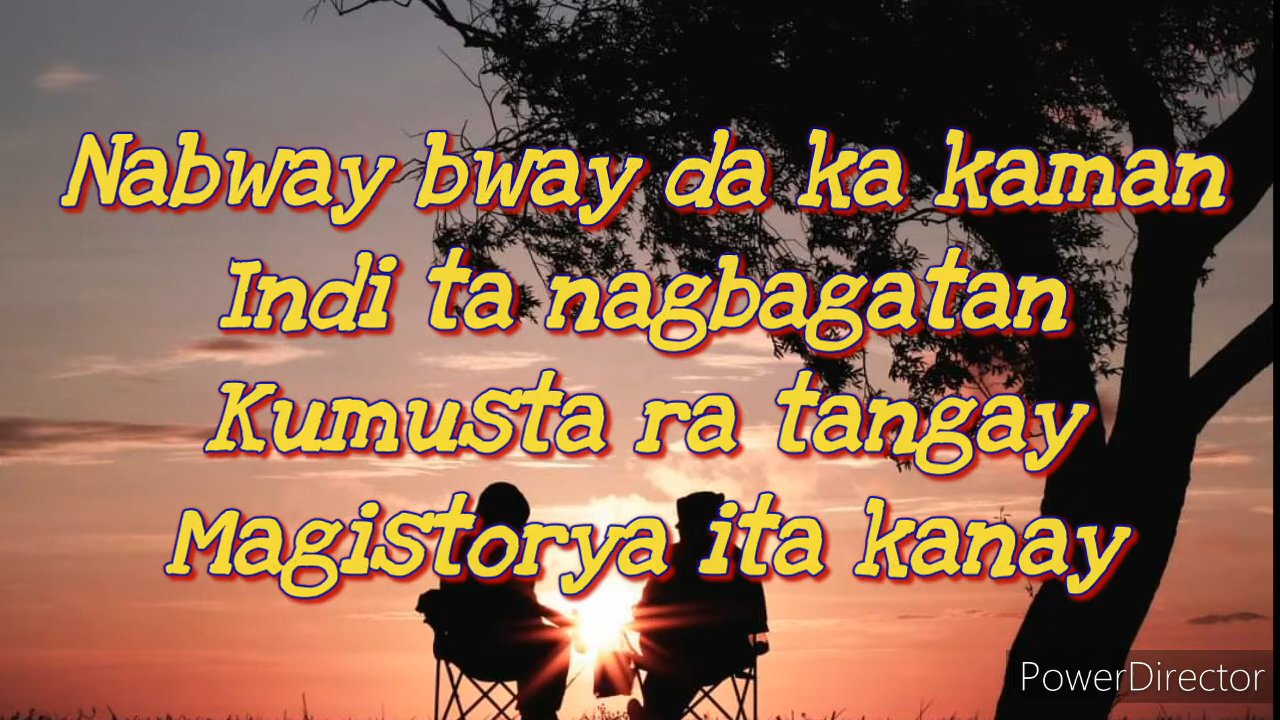 Nabway bway da ka kaman
Indi ta nagbagatan
Kumusta ra tangay
Magistorya ita kanay
PowerDirector